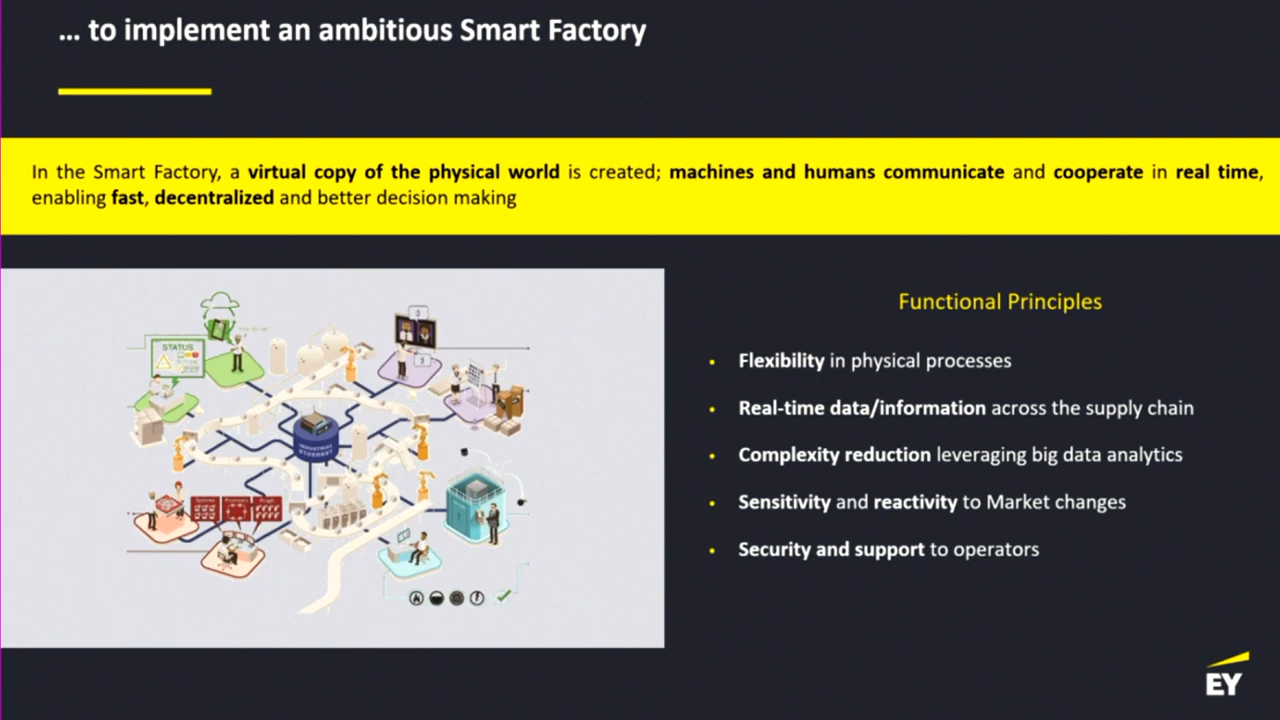 ... to implement an ambitious Smart Factory
In the Smart Factory, a virtual copy of the physical world is created; machines and humans communicate and cooperate in real time,
enabling fast, decentralized and better decision making
STATUS
INDUSTRIAL
ETHERNET
Functional Principles
• Flexibility in physical processes
• Real-time data/information across the supply chain
• Complexity reduction leveraging big data analytics
• Sensitivity and reactivity to Market changes
• Security and support to operators
EY